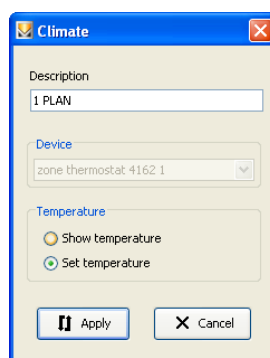 Climate
Description
1 PLAN
Device
zone thermostat 4162 1
Temperature
Show temperature
Set temperature
Apply
Cancel